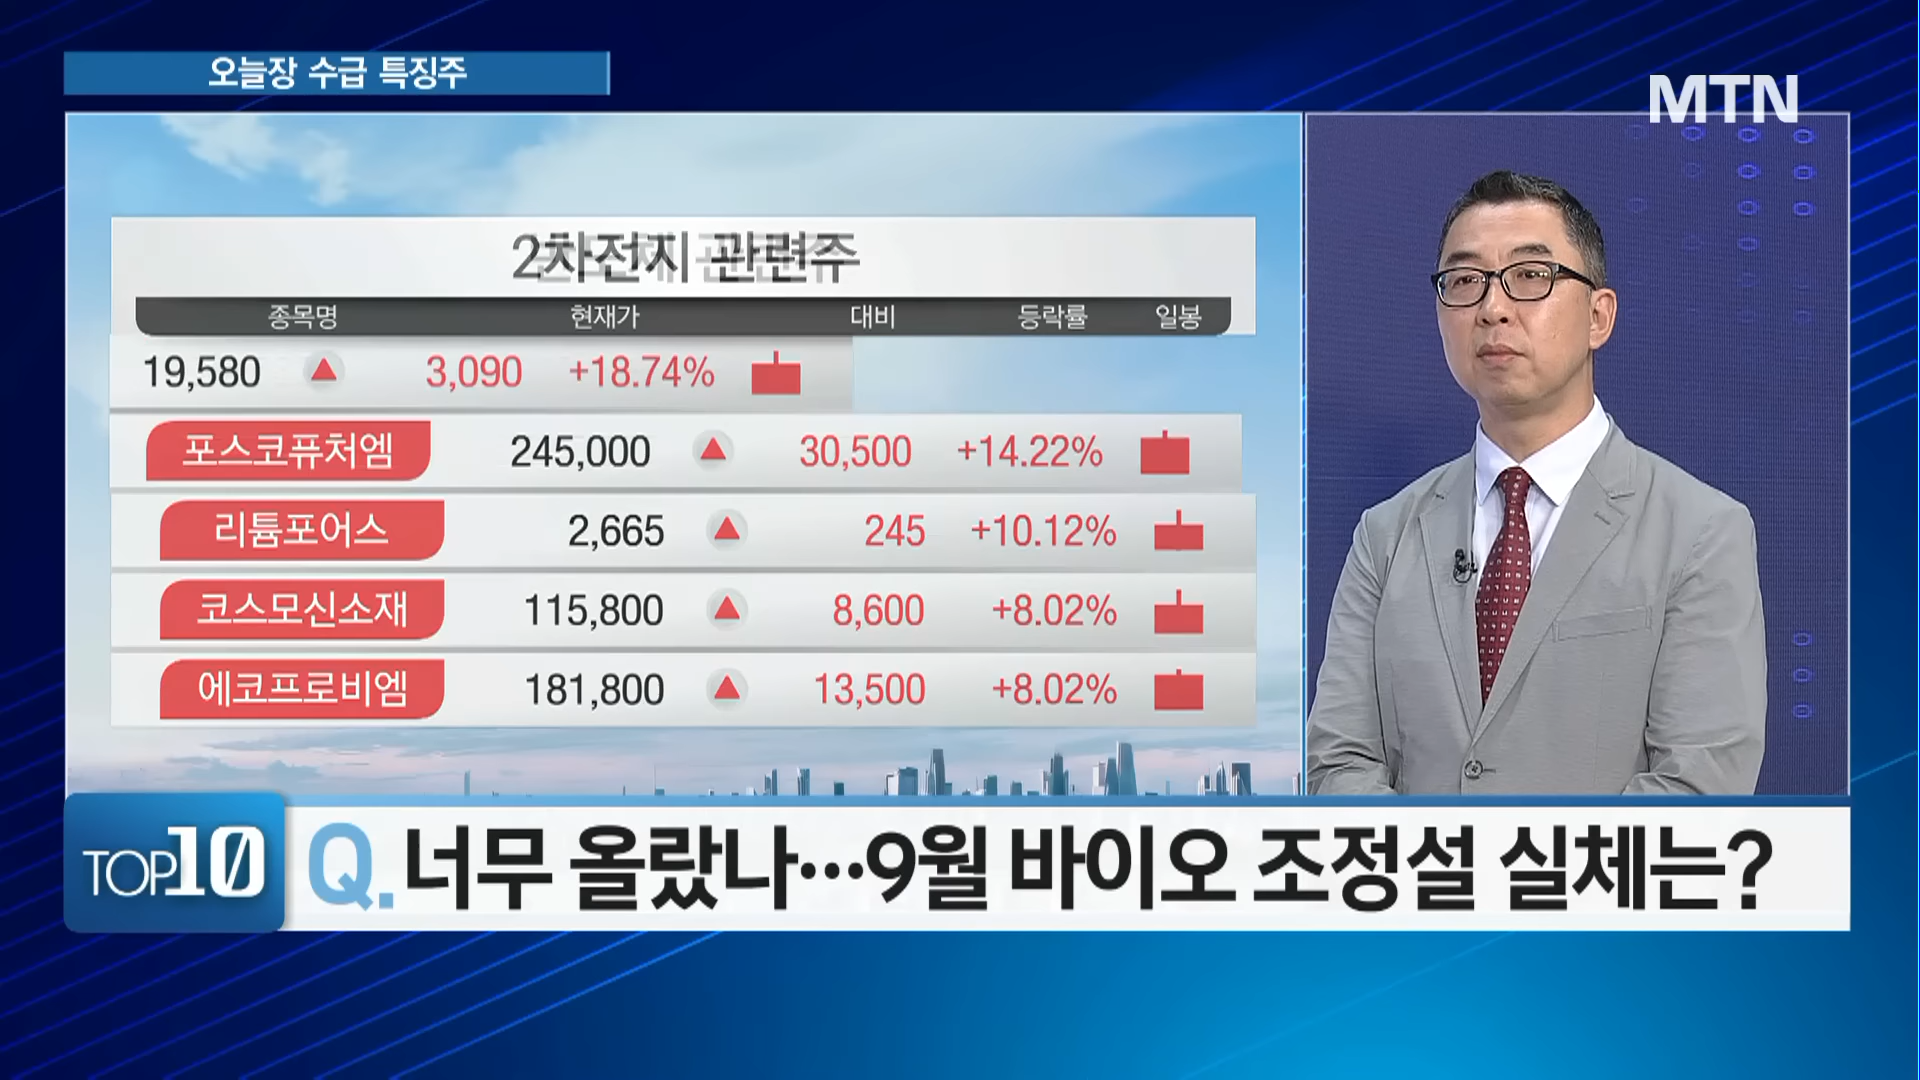 오늘장 수급 특징주
MTN
2차전지 관련주
종목명 현재가 대비 등락률 일봉
19,580 ▲ 3,090 +18.74%
포스코퓨처엠 245,000 ▲ 30,500 +14.22%
리튬포어스 2,665 ▲ 245 +10.12%
코스모신소재 115,800 ▲ 8,600 +8.02%
에코프로비엠 181,800 ▲ 13,500 +8.02%
TOP10 Q. 너무 올랐나…9월 바이오 조정설 실체는?